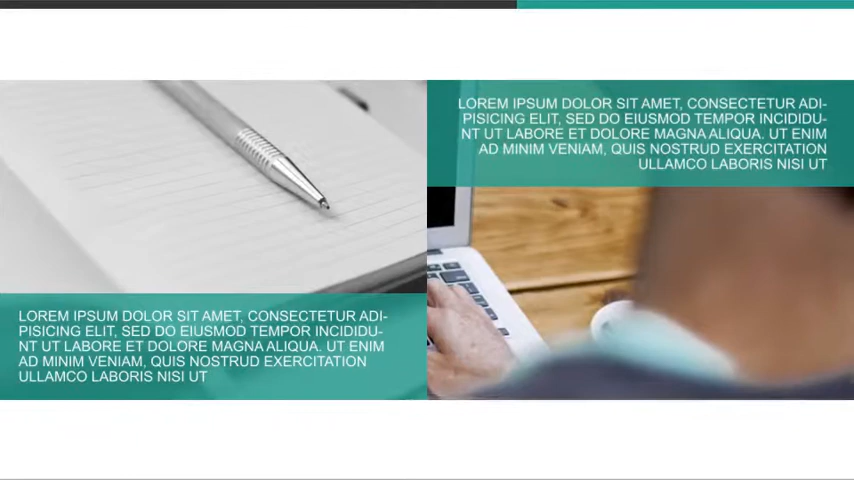 LOREM IPSUM DOLOR SIT AMET, CONSECTETUR ADI-
PISICING ELIT, SED DO EIUSMOD TEMPOR INCIDIDU-
NT UT LABORE ET DOLORE MAGNA ALIQUA. UT ENIM
AD MINIM VENIAM, QUIS NOSTRUD EXERCITATION
ULLAMCO LABORIS NISI UT
LOREM IPSUM DOLOR SIT AMET, CONSECTETUR ADI-
PISICING ELIT, SED DO EIUSMOD TEMPOR INCIDIDU-
NT UT LABORE ET DOLORE MAGNA ALIQUA. UT ENIM
AD MINIM VENIAM, QUIS NOSTRUD EXERCITATION
ULLAMCO LABORIS NISI UT